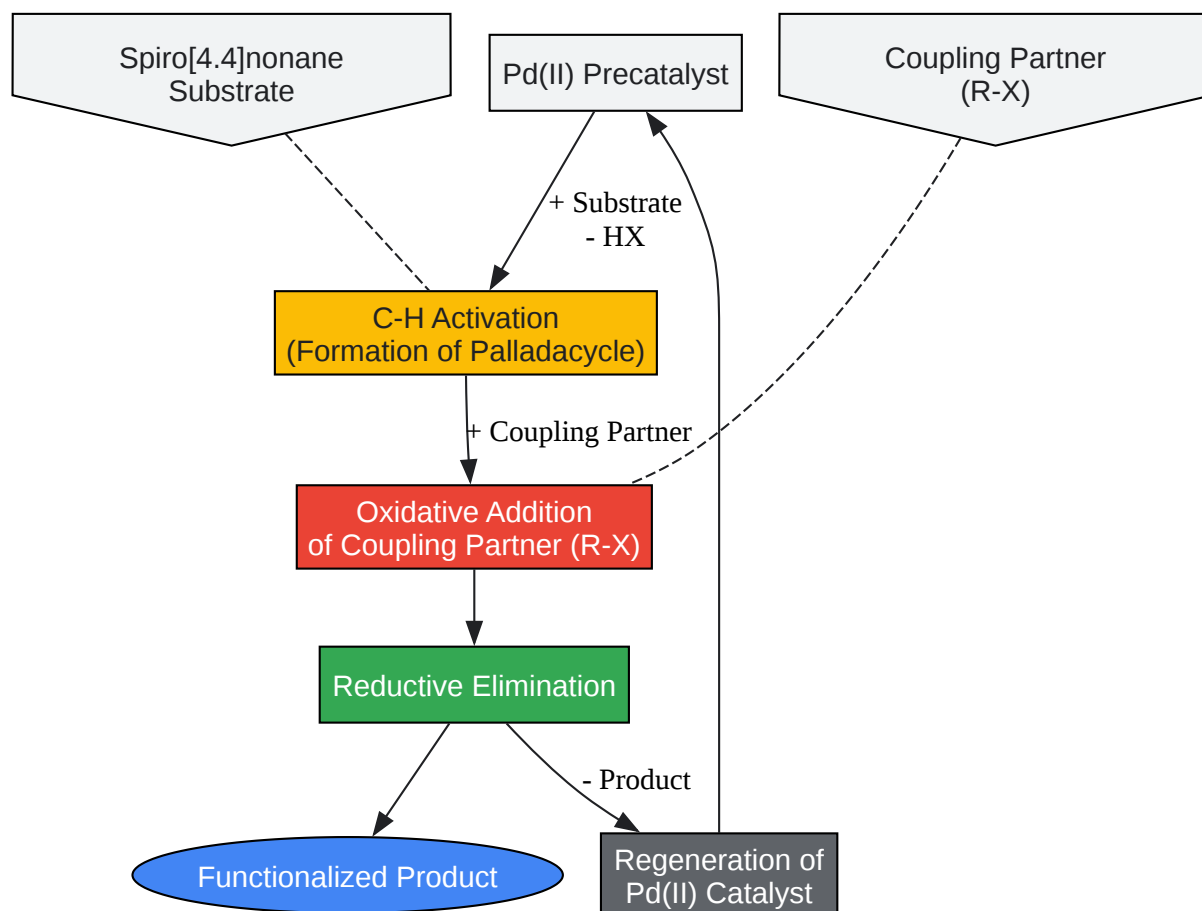 Spiro[4.4]nonane
Substrate
Pd(II) Precatalyst
Coupling Partner
(R-X)
+ Substrate
- HX
C-H Activation
(Formation of Palladacycle)
+ Coupling Partner
Oxidative Addition
of Coupling Partner (R-X)
Reductive Elimination
- Product
Functionalized Product
Regeneration of
Pd(II) Catalyst